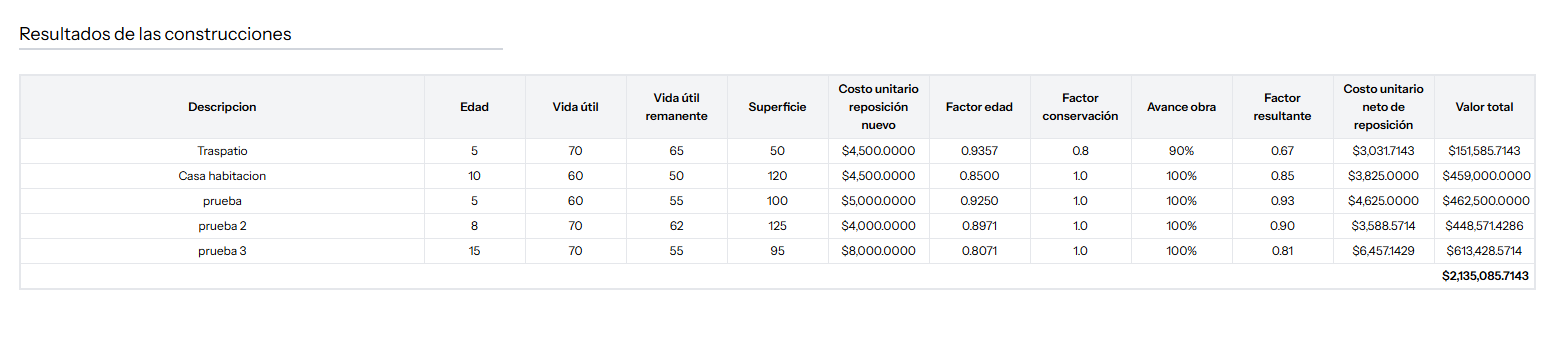 Resultados de las construcciones
Descripcion Edad Vida útil Vida útil remanente Superficie Costo unitario reposición nuevo Factor edad Factor conservación Avance obra Factor resultante Costo unitario neto de reposición Valor total
Traspatio 5 70 65 50 $4,500.0000 0.9357 0.8 90% 0.67 $3,031.7143 $151,585.7143
Casa habitacion 10 60 50 120 $4,500.0000 0.8500 1.0 100% 0.85 $3,825.0000 $459,000.0000
prueba 5 60 55 100 $5,000.0000 0.9250 1.0 100% 0.93 $4,625.0000 $462,500.0000
prueba 2 8 70 62 125 $4,000.0000 0.8971 1.0 100% 0.90 $3,588.5714 $448,571.4286
prueba 3 15 70 55 95 $8,000.0000 0.8071 1.0 100% 0.81 $6,457.1429 $613,428.5714
$2,135,085.7143